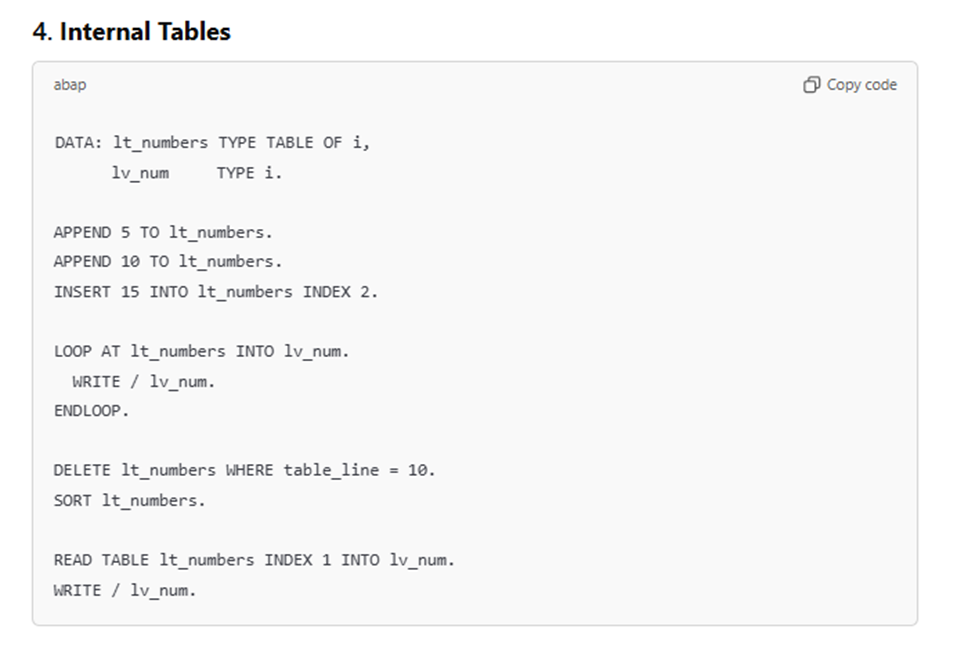 4. Internal Tables
abap
Copy code
DATA: lt_numbers TYPE TABLE OF i,
      lv_num     TYPE i.
APPEND 5 TO lt_numbers.
APPEND 10 TO lt_numbers.
INSERT 15 INTO lt_numbers INDEX 2.
LOOP AT lt_numbers INTO lv_num.
  WRITE / lv_num.
ENDLOOP.
DELETE lt_numbers WHERE table_line = 10.
SORT lt_numbers.
READ TABLE lt_numbers INDEX 1 INTO lv_num.
WRITE / lv_num.